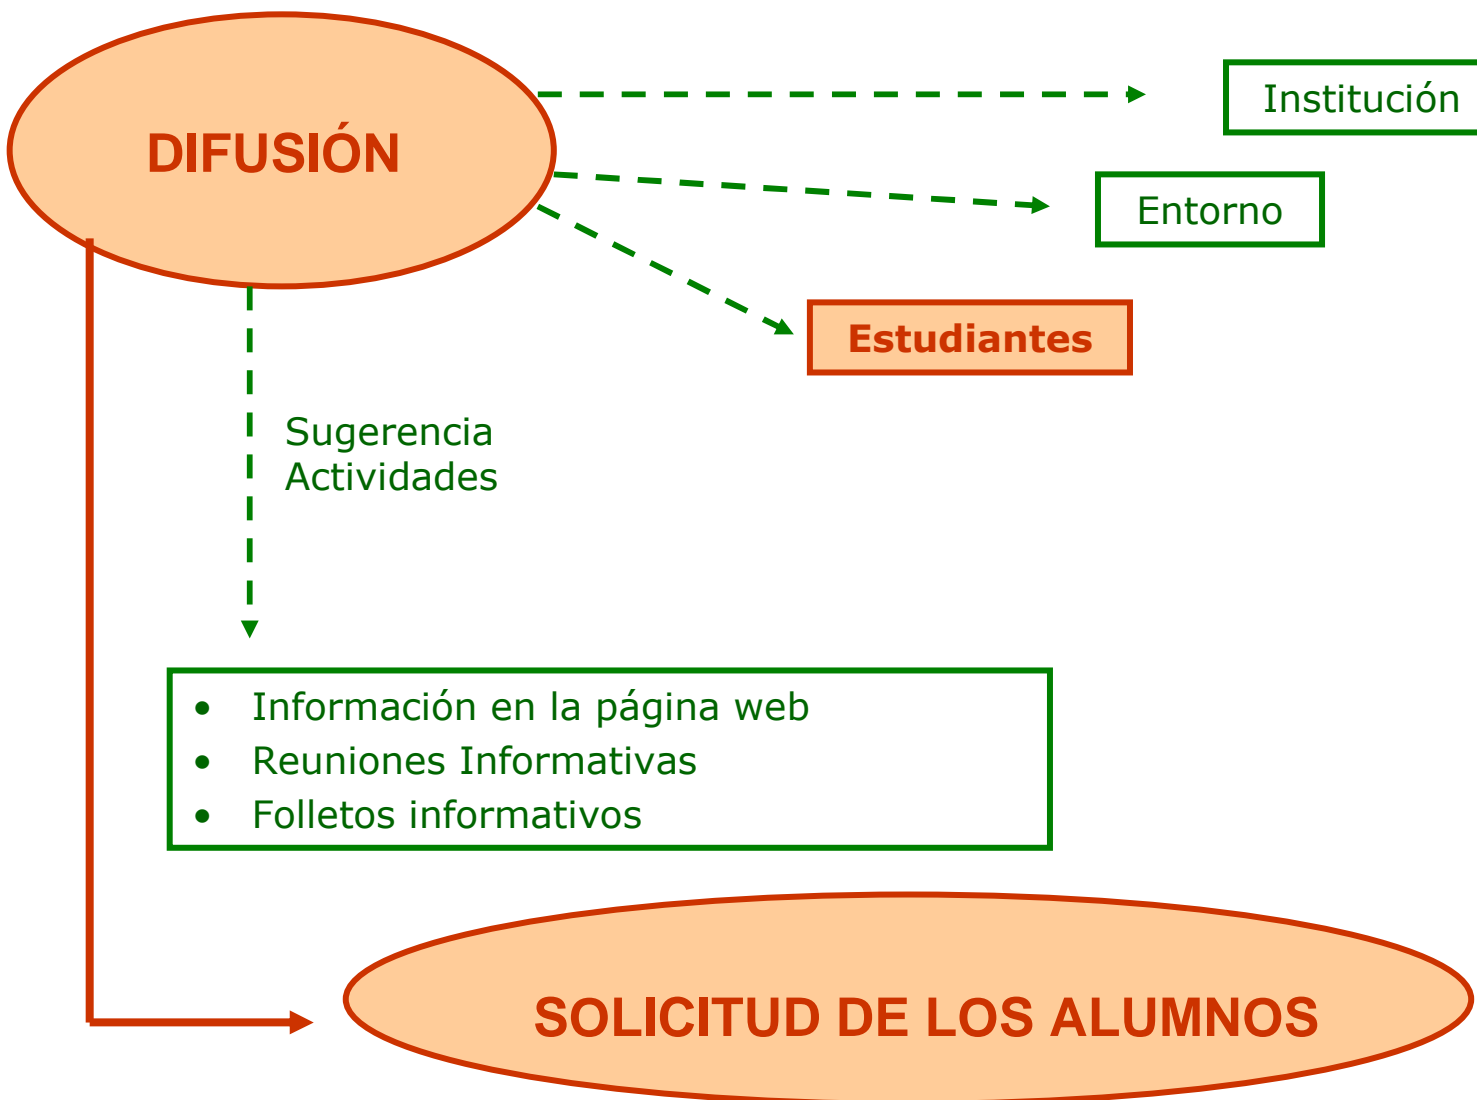 DIFUSIÓN
Institución
Entorno
Estudiantes
Sugerencia
Actividades
• Información en la página web
• Reuniones Informativas
• Folletos informativos
SOLICITUD DE LOS ALUMNOS